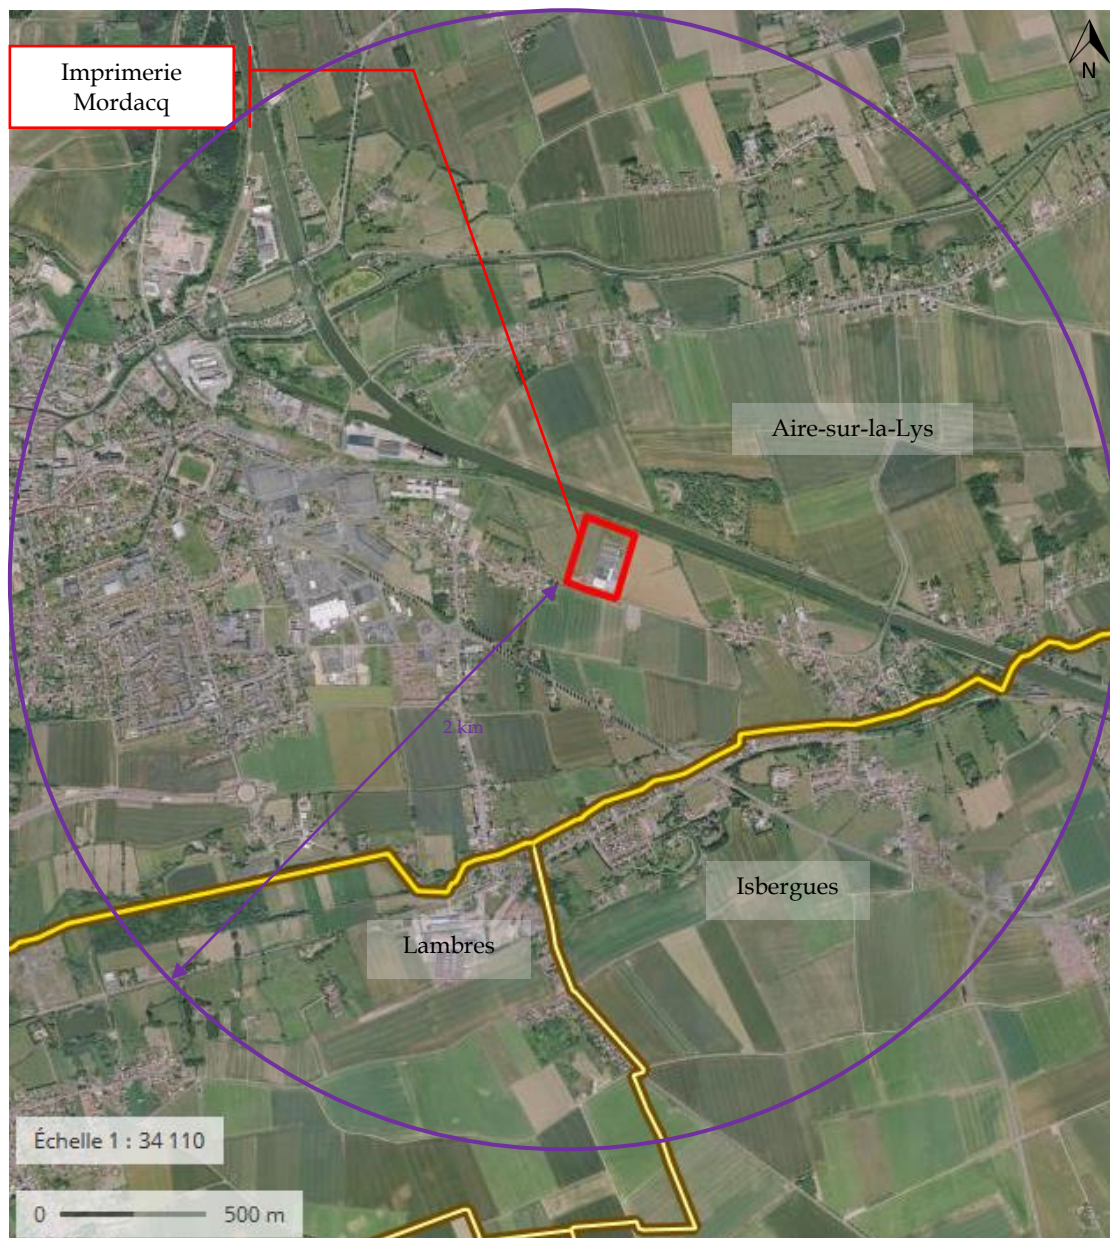 Imprimerie
Mordacq
N
Aire-sur-la-Lys
2 km
Isbergues
Lambres
Échelle 1 : 34 110
0 500 m